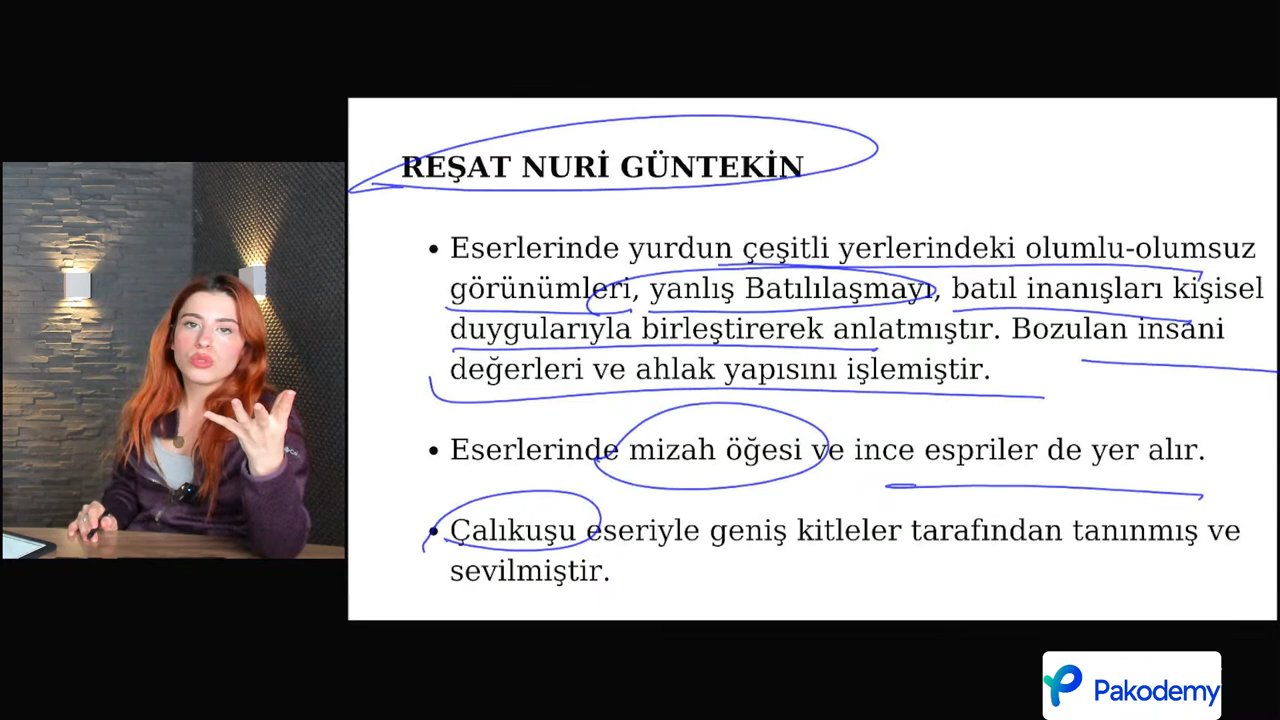 REŞAT NURİ GÜNTEKİN
• Eserlerinde yurdun çeşitli yerlerindeki olumlu-olumsuz
görünümleri, yanlış Batılılaşmayı, batıl inanışları kişisel
duygularıyla birleştirerek anlatmıştır. Bozulan insani
değerleri ve ahlak yapısını işlemiştir.
• Eserlerinde mizah öğesi ve ince espriler de yer alır.
• Çalıkuşu eseriyle geniş kitleler tarafından tanınmış ve
sevilmiştir.
Pakodemy